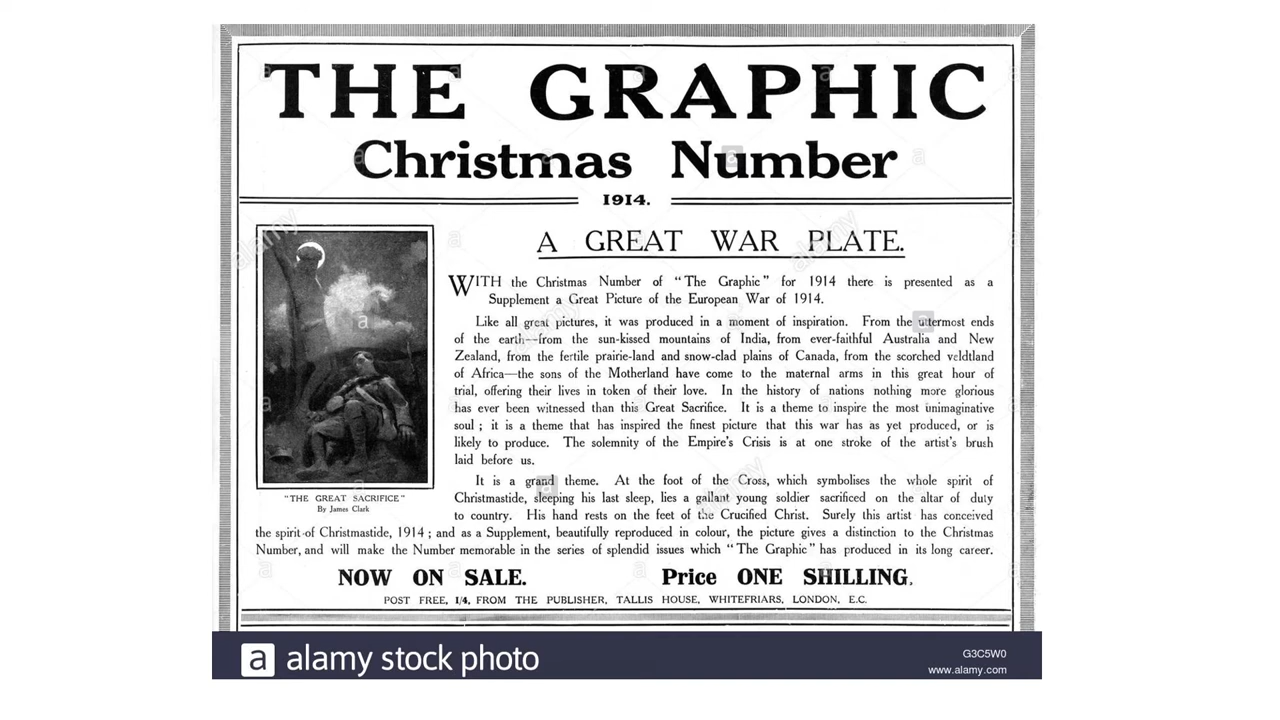 THE GRAPHIC
Christmas Number
1914.
A GREAT WAR PLATE.
WITH the Christmas Number of "The Graphic" for 1914 there is presented as a
Supplement a Great Picture of the European War of 1914.
Like all great pictures, it was produced in a moment of inspiration. From the uttermost ends
of the earth—from the sun-kissed mountains of India, from ever-faithful Australia and New
Zealand, from the fertile prairie-land and snow-clad plains of Canada, from the scorched veldtland
of Africa—the sons of the Motherland have come to the maternal arms in this great hour of
trial, offering their lives in token of their love. In the history of nations nothing more glorious
has ever been witnessed than this Great Sacrifice. It is a theme to inspire the most unimaginative
soul; it is a theme that has inspired the finest picture that this war has as yet produced, or is
likely to produce. The solemnity of the Empire's Crisis is at one stroke of the artist's brush
laid before us.
It is a grand theme. At the foot of the Cross, which symbolises the whole spirit of
Christmastide, sleeping his last sleep, lies a gallant young soldier sacrificed on the altar of duty
to country. His hand rests on the feet of the Crucified Christ. Surely this artist has conceived
the spirit of Christmastide, 1914; and as a Supplement, beautifully reproduced in colour, the picture gives a distinction to the Christmas
Number, and will make the Number memorable in the series of splendid issues which "The Graphic" has produced in its long career.
"THE GREAT SACRIFICE"
By James Clark
NOW ON SALE. Price ONE SHILLING.
POST FREE, 1/4, FROM THE PUBLISHER, TALLIS HOUSE, WHITEFRIARS, LONDON, E.C.
a alamy stock photo
G3C5W0
www.alamy.com